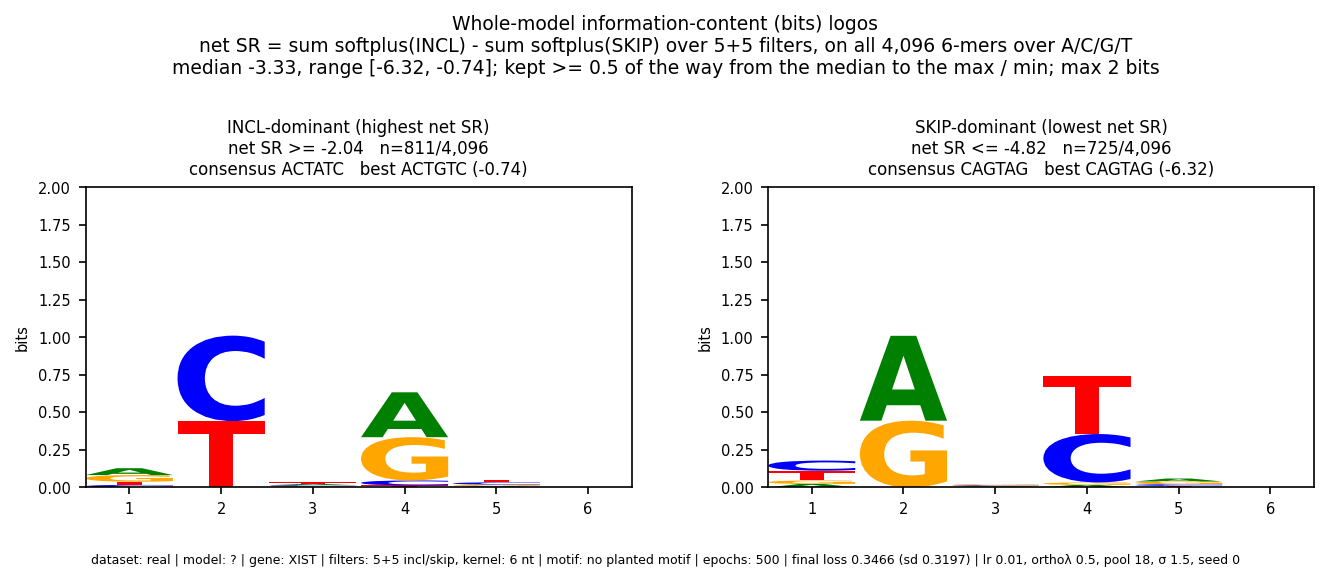 Whole-model information-content (bits) logos
net SR = sum softplus(INCL) - sum softplus(SKIP) over 5+5 filters, on all 4,096 6-mers over A/C/G/T
median -3.33, range [-6.32, -0.74]; kept >= 0.5 of the way from the median to the max / min; max 2 bits
INCL-dominant (highest net SR)
net SR >= -2.04 n=811/4,096
consensus ACTATC best ACTGTC (-0.74)
2.00
1.75
1.50
1.25
1.00
0.75
0.50
0.25
0.00
bits
A
G
T
C
T
A
G
1 2 3 4 5 6
SKIP-dominant (lowest net SR)
net SR <= -4.82 n=725/4,096
consensus CAGTAG best CAGTAG (-6.32)
2.00
1.75
1.50
1.25
1.00
0.75
0.50
0.25
0.00
bits
C
T
G
A
A
G
T
C
1 2 3 4 5 6
dataset: real | model: ? | gene: XIST | filters: 5+5 incl/skip, kernel: 6 nt | motif: no planted motif | epochs: 500 | final loss 0.3466 (sd 0.3197) | lr 0.01, orthoλ 0.5, pool 18, σ 1.5, seed 0